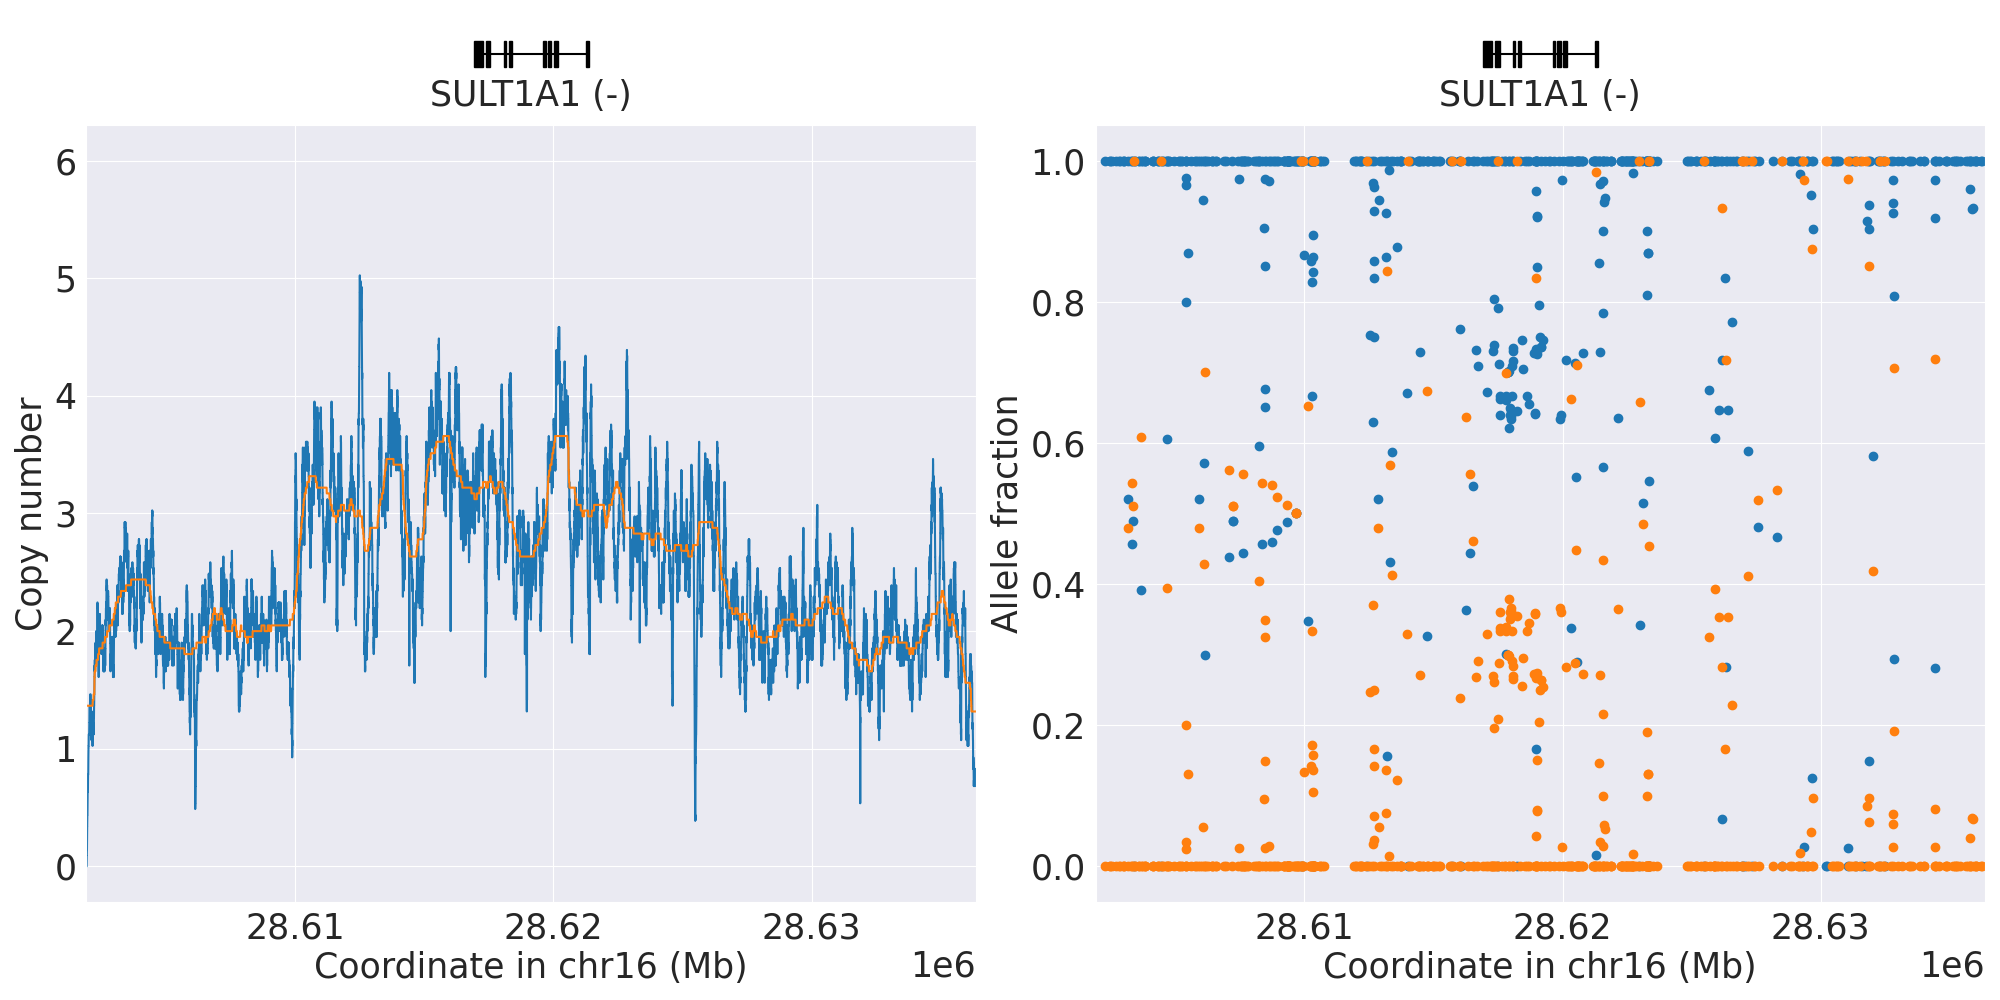 SULT1A1 (-)
6
5
4
3
2
1
0
Copy number
28.61
28.62
28.63
Coordinate in chr16 (Mb)
1e6
SULT1A1 (-)
1.0
0.8
0.6
0.4
0.2
0.0
Allele fraction
28.61
28.62
28.63
Coordinate in chr16 (Mb)
1e6